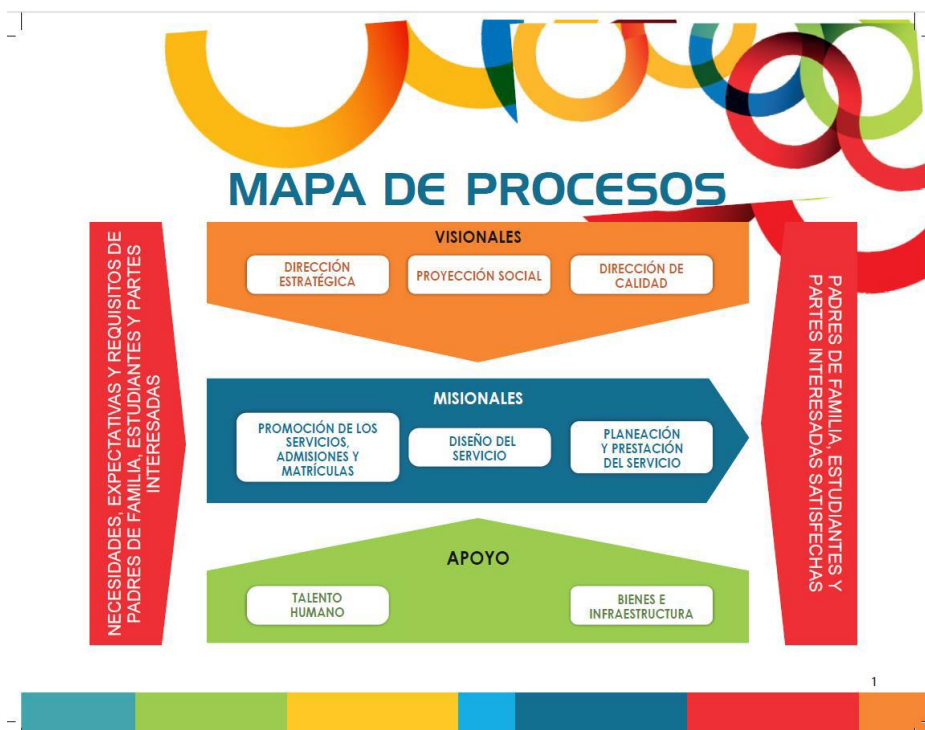 MAPA DE PROCESOS
NECESIDADES, EXPECTATIVAS Y REQUISITOS DE
PADRES DE FAMILIA, ESTUDIANTES Y PARTES
INTERESADAS
VISIONALES
DIRECCIÓN
ESTRATÉGICA
PROYECCIÓN SOCIAL
DIRECCIÓN DE
CALIDAD
MISIONALES
PROMOCIÓN DE LOS
SERVICIOS,
ADMISIONES Y
MATRÍCULAS
DISEÑO DEL
SERVICIO
PLANEACIÓN
Y PRESTACIÓN
DEL SERVICIO
APOYO
TALENTO
HUMANO
BIENES E
INFRAESTRUCTURA
PADRES DE FAMILIA, ESTUDIANTES Y
PARTES INTERESADAS SATISFECHAS
1